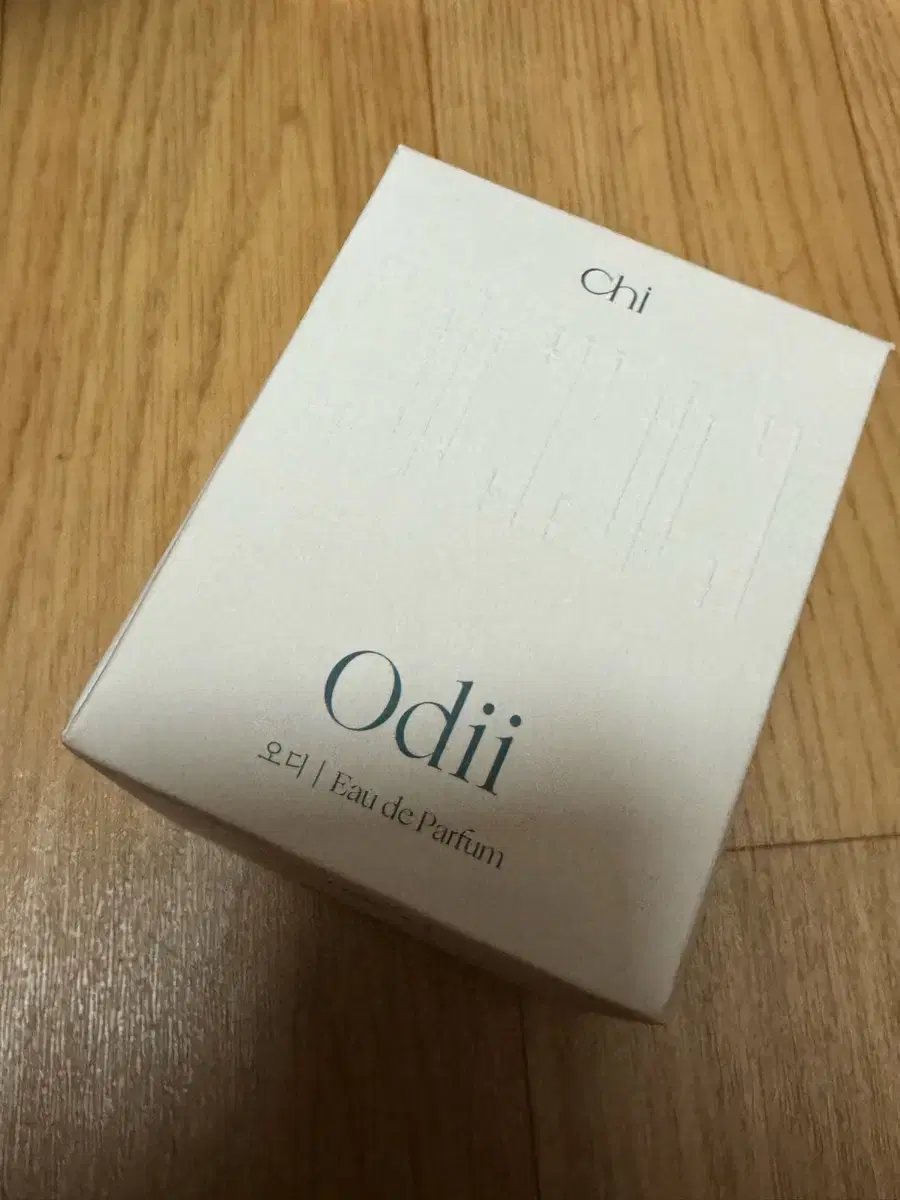 Chi
Odii
오디 | Eau de Parfum